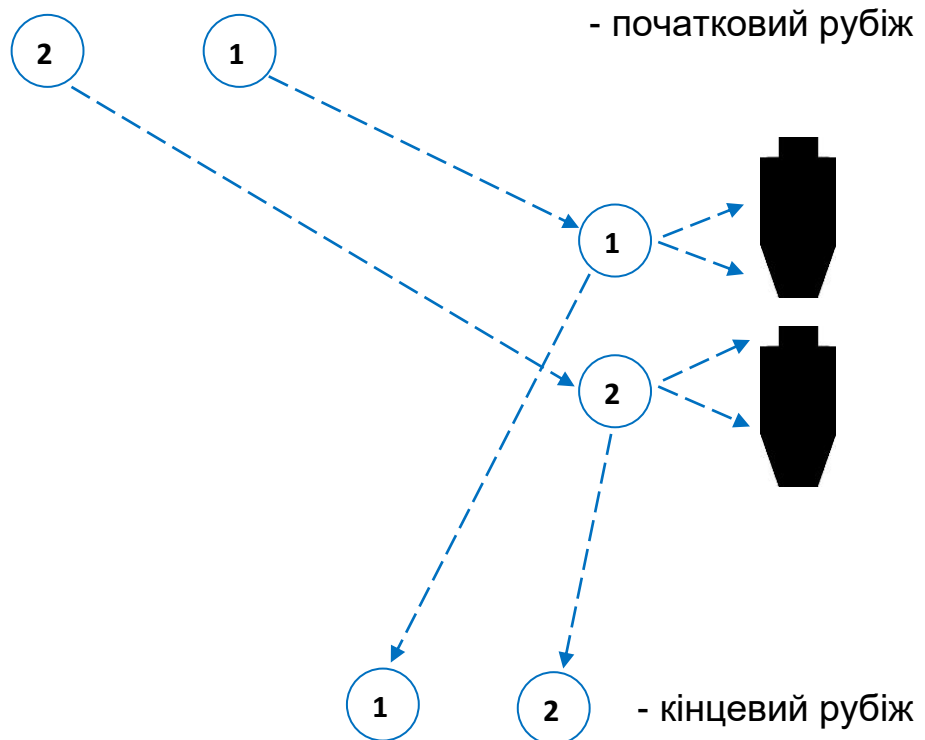 - початковий рубіж
2 1
1
2
1 2 - кінцевий рубіж